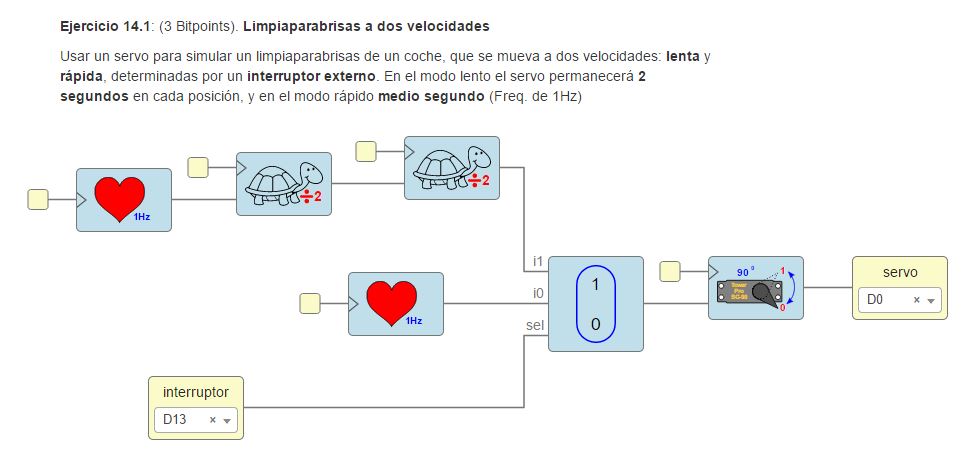 Ejercicio 14.1: (3 Bitpoints). Limpiaparabrisas a dos velocidades
Usar un servo para simular un limpiaparabrisas de un coche, que se mueva a dos velocidades: lenta y
rápida, determinadas por un interruptor externo. En el modo lento el servo permanecerá 2
segundos en cada posición, y en el modo rápido medio segundo (Freq. de 1Hz)
÷2
÷2
1Hz
i1
i0
sel
1
0
90 º
1
0
Tower
Pro
SG-90
servo
D0 ×
1Hz
interruptor
D13 ×